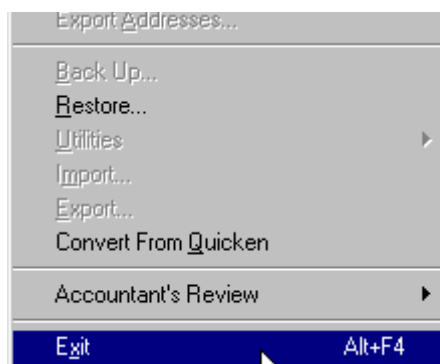 Export Addresses...
Back Up...
Restore...
Utilities
Import...
Export...
Convert From Quicken
Accountant's Review
Exit Alt+F4